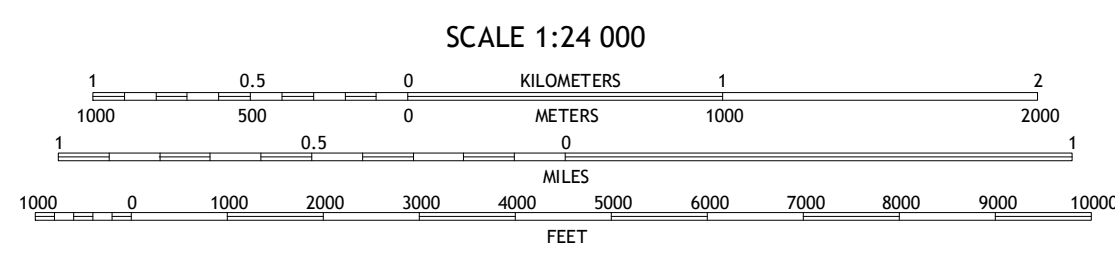 SCALE 1:24 000
1 0.5 0 KILOMETERS 1 2
1000 500 0 METERS 1000 2000
1 0.5 0 1
MILES
1000 0 1000 2000 3000 4000 5000 6000 7000 8000 9000 10000
FEET